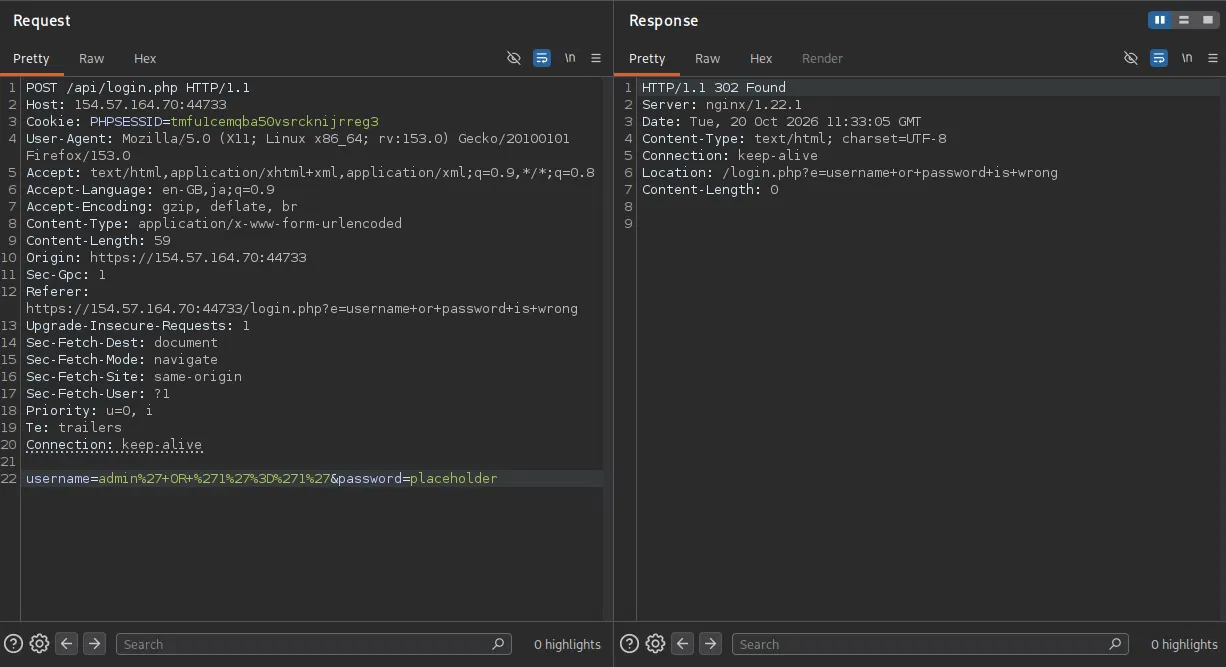 Request
Pretty Raw Hex \n
1 POST /api/login.php HTTP/1.1
2 Host: 154.57.164.70:44733
3 Cookie: PHPSESSID=tmfu1cemqba50vsrcknijrreg3
4 User-Agent: Mozilla/5.0 (X11; Linux x86_64; rv:153.0) Gecko/20100101
Firefox/153.0
5 Accept: text/html,application/xhtml+xml,application/xml;q=0.9,*/*;q=0.8
6 Accept-Language: en-GB,ja;q=0.9
7 Accept-Encoding: gzip, deflate, br
8 Content-Type: application/x-www-form-urlencoded
9 Content-Length: 59
10 Origin: https://154.57.164.70:44733
11 Sec-Gpc: 1
12 Referer:
https://154.57.164.70:44733/login.php?e=username+or+password+is+wrong
13 Upgrade-Insecure-Requests: 1
14 Sec-Fetch-Dest: document
15 Sec-Fetch-Mode: navigate
16 Sec-Fetch-Site: same-origin
17 Sec-Fetch-User: ?1
18 Priority: u=0, i
19 Te: trailers
20 Connection: keep-alive
21
22 username=admin%27+OR+%271%27%3D%271%27&password=placeholder
Search 0 highlights
Response
Pretty Raw Hex Render \n
1 HTTP/1.1 302 Found
2 Server: nginx/1.22.1
3 Date: Tue, 20 Oct 2026 11:33:05 GMT
4 Content-Type: text/html; charset=UTF-8
5 Connection: keep-alive
6 Location: /login.php?e=username+or+password+is+wrong
7 Content-Length: 0
8
9
Search 0 highlights